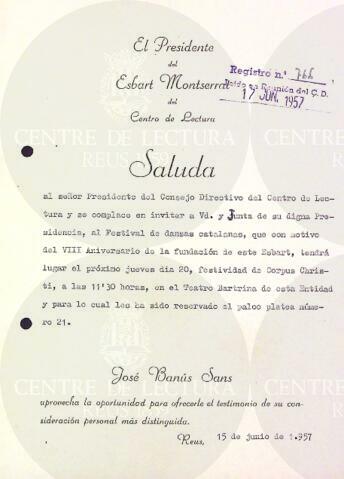 El Presidente
del
Esbart Montserrat
del
Centro de Lectura
Registro n.º 766
Leído en Reunión del C.D.
17 JUN. 1957
CENTRE DE LECTURA
REUS 1859
Saluda
al señor Presidente del Consejo Directivo del Centro de Lec-
tura y se complace en invitar a Vd. y Junta de su digna Pre-
sidencia, al Festival de danzas catalanas, que con motivo
del VIII Aniversario de la fundación de este Esbart, tendrá
lugar el próximo jueves dia 20, festividad de Corpus Chris-
ti, a las 11'30 horas, en el Teatro Bartrina de esta Entidad
y para lo cual les ha sido reservado el palco platea núme-
ro 21.
José Banús Sans
CENTRE DE LECTURA
REUS 1859
aprovecha la oportunidad para ofrecerle el testimonio de su con-
sideración personal más distinguida.
Reus, 15 de junio de 1.957